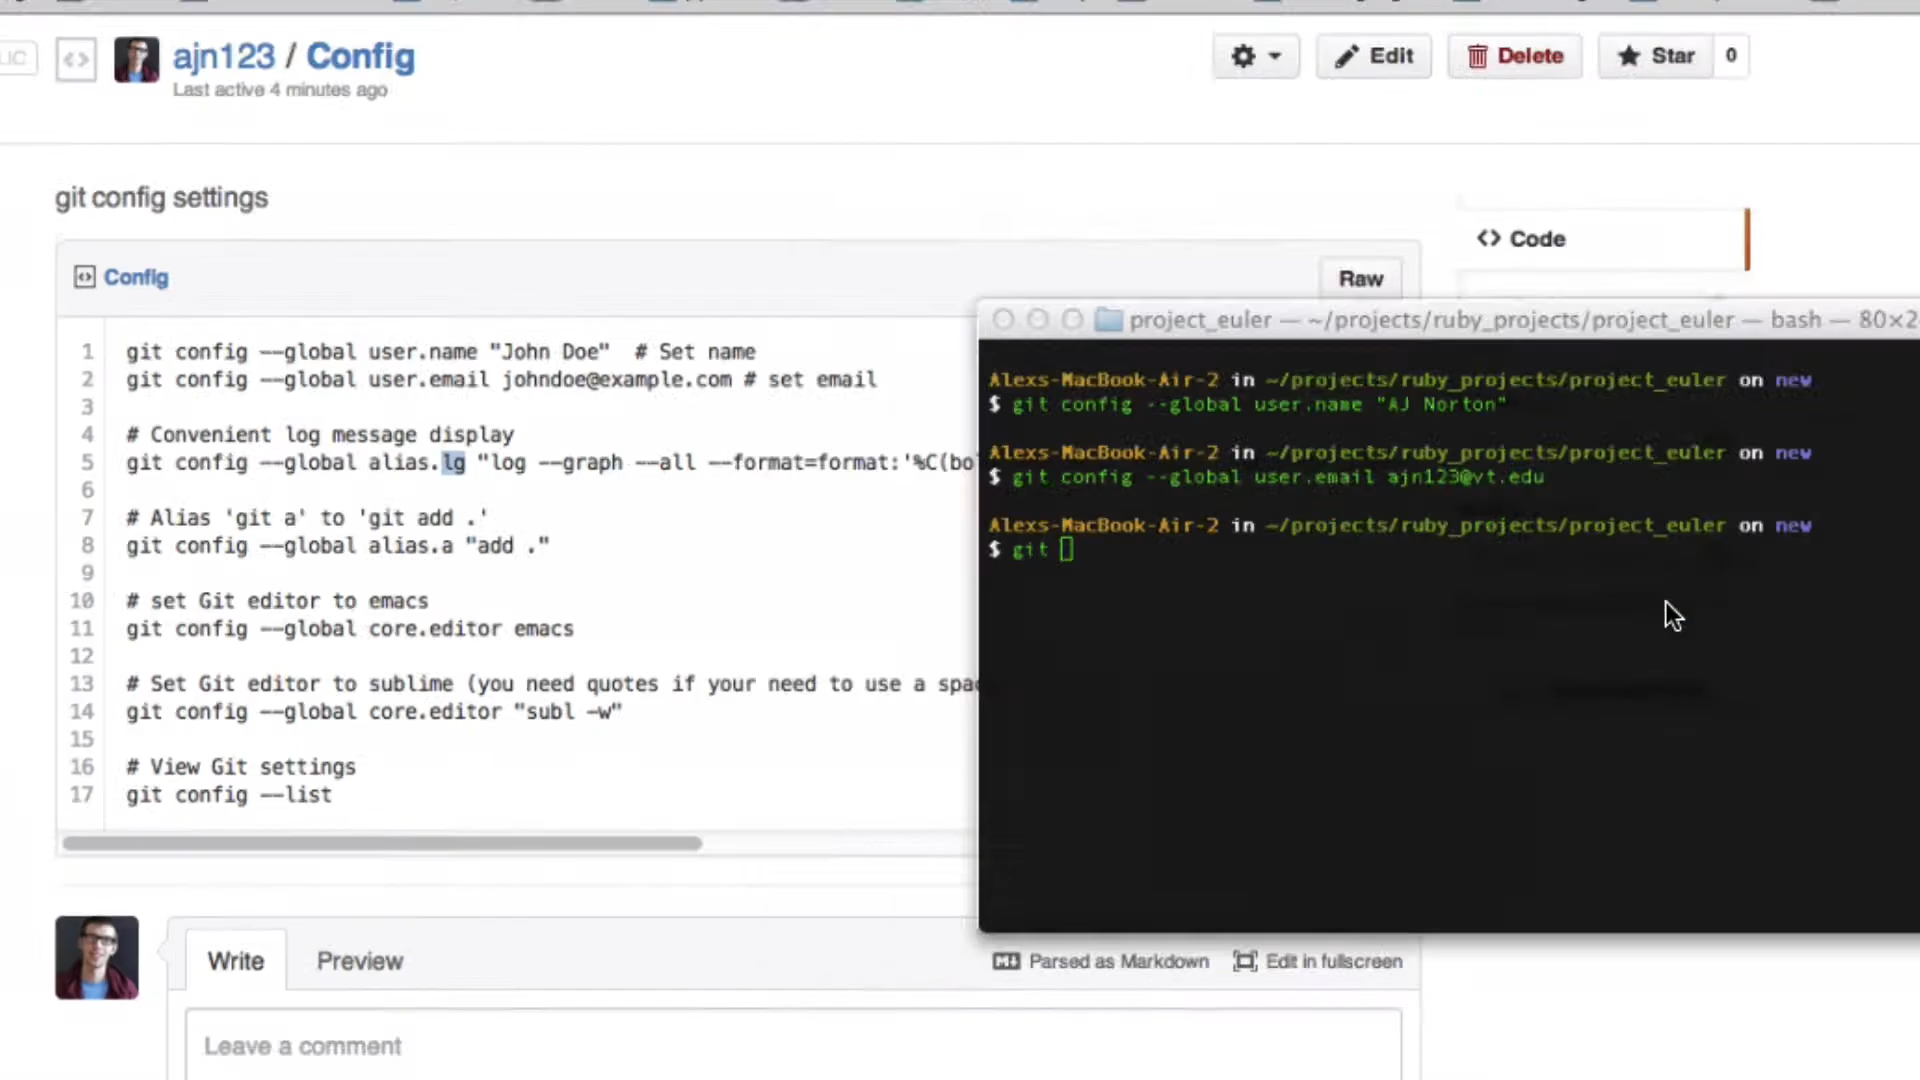 ajn123 / Config
Last active 4 minutes ago
Edit
Delete
Star
0
git config settings
Config
Raw
<> Code
1 git config --global user.name "John Doe"  # Set name
2 git config --global user.email johndoe@example.com # set email
3
4 # Convenient log message display
5 git config --global alias.lg "log --graph --all --format=format:'%C(bo
6
7 # Alias 'git a' to 'git add .'
8 git config --global alias.a "add ."
9
10 # set Git editor to emacs
11 git config --global core.editor emacs
12
13 # Set Git editor to sublime (you need quotes if your need to use a spac
14 git config --global core.editor "subl -w"
15
16 # View Git settings
17 git config --list
project_euler — ~/projects/ruby_projects/project_euler — bash — 80×2
Alexs-MacBook-Air-2 in ~/projects/ruby_projects/project_euler on new
$ git config --global user.name "AJ Norton"
Alexs-MacBook-Air-2 in ~/projects/ruby_projects/project_euler on new
$ git config --global user.email ajn123@vt.edu
Alexs-MacBook-Air-2 in ~/projects/ruby_projects/project_euler on new
$ git
Write
Preview
Parsed as Markdown
Edit in fullscreen
Leave a comment